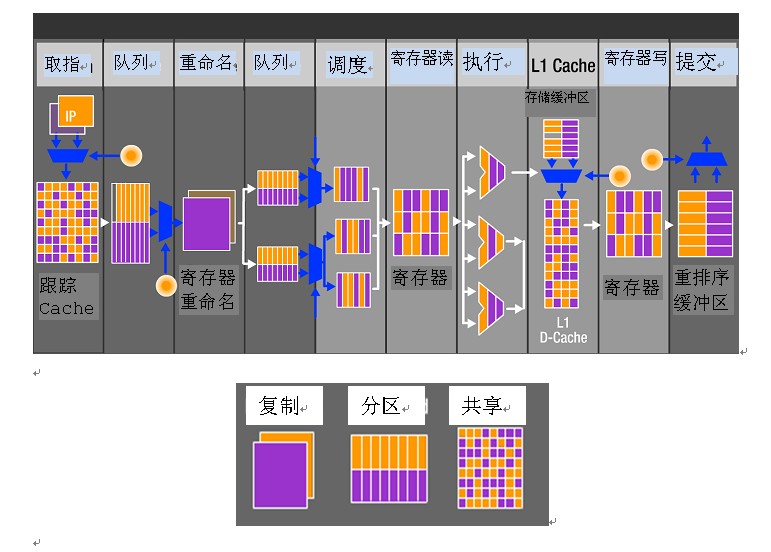 取指
队列
重命名
队列
调度
寄存器读
执行
L1 Cache
寄存器写
提交
存储缓冲区
IP
跟踪
Cache
寄存器
重命名
寄存器
L1
D-Cache
寄存器
重排序
缓冲区
复制
分区
共享